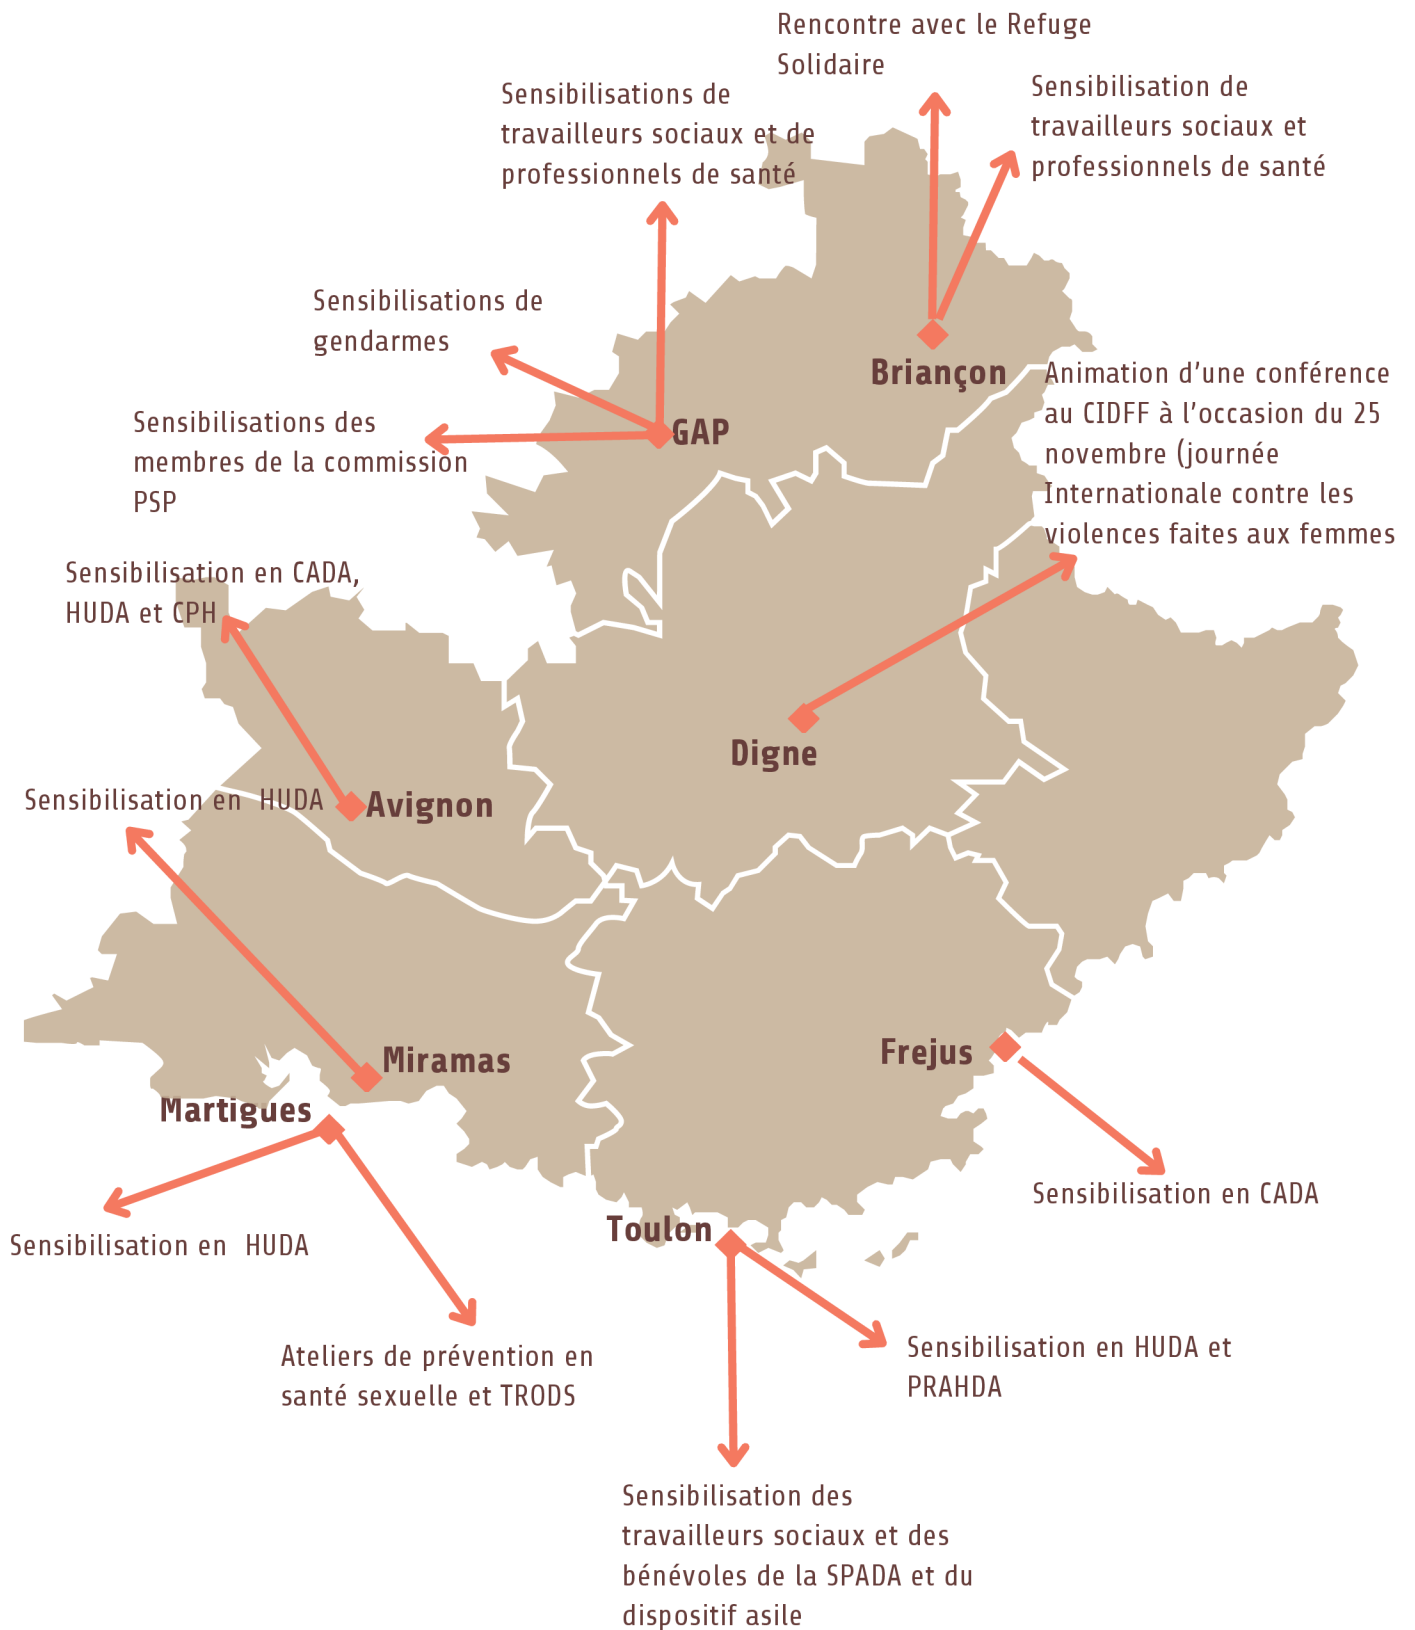 Rencontre avec le Refuge
Solidaire
Sensibilisation de
travailleurs sociaux et
professionnels de santé
Sensibilisations de
travailleurs sociaux et de
professionnels de santé
Sensibilisations de
gendarmes
Briançon
Animation d’une conférence
au CIDFF à l’occasion du 25
novembre (journée
Internationale contre les
violences faites aux femmes
Sensibilisations des
membres de la commission
PSP
GAP
Sensibilisation en CADA,
HUDA et CPH
Digne
Sensibilisation en HUDA
Avignon
Miramas
Frejus
Martigues
Sensibilisation en CADA
Toulon
Sensibilisation en HUDA
Ateliers de prévention en
santé sexuelle et TRODS
Sensibilisation en HUDA et
PRAHDA
Sensibilisation des
travailleurs sociaux et des
bénévoles de la SPADA et du
dispositif asile